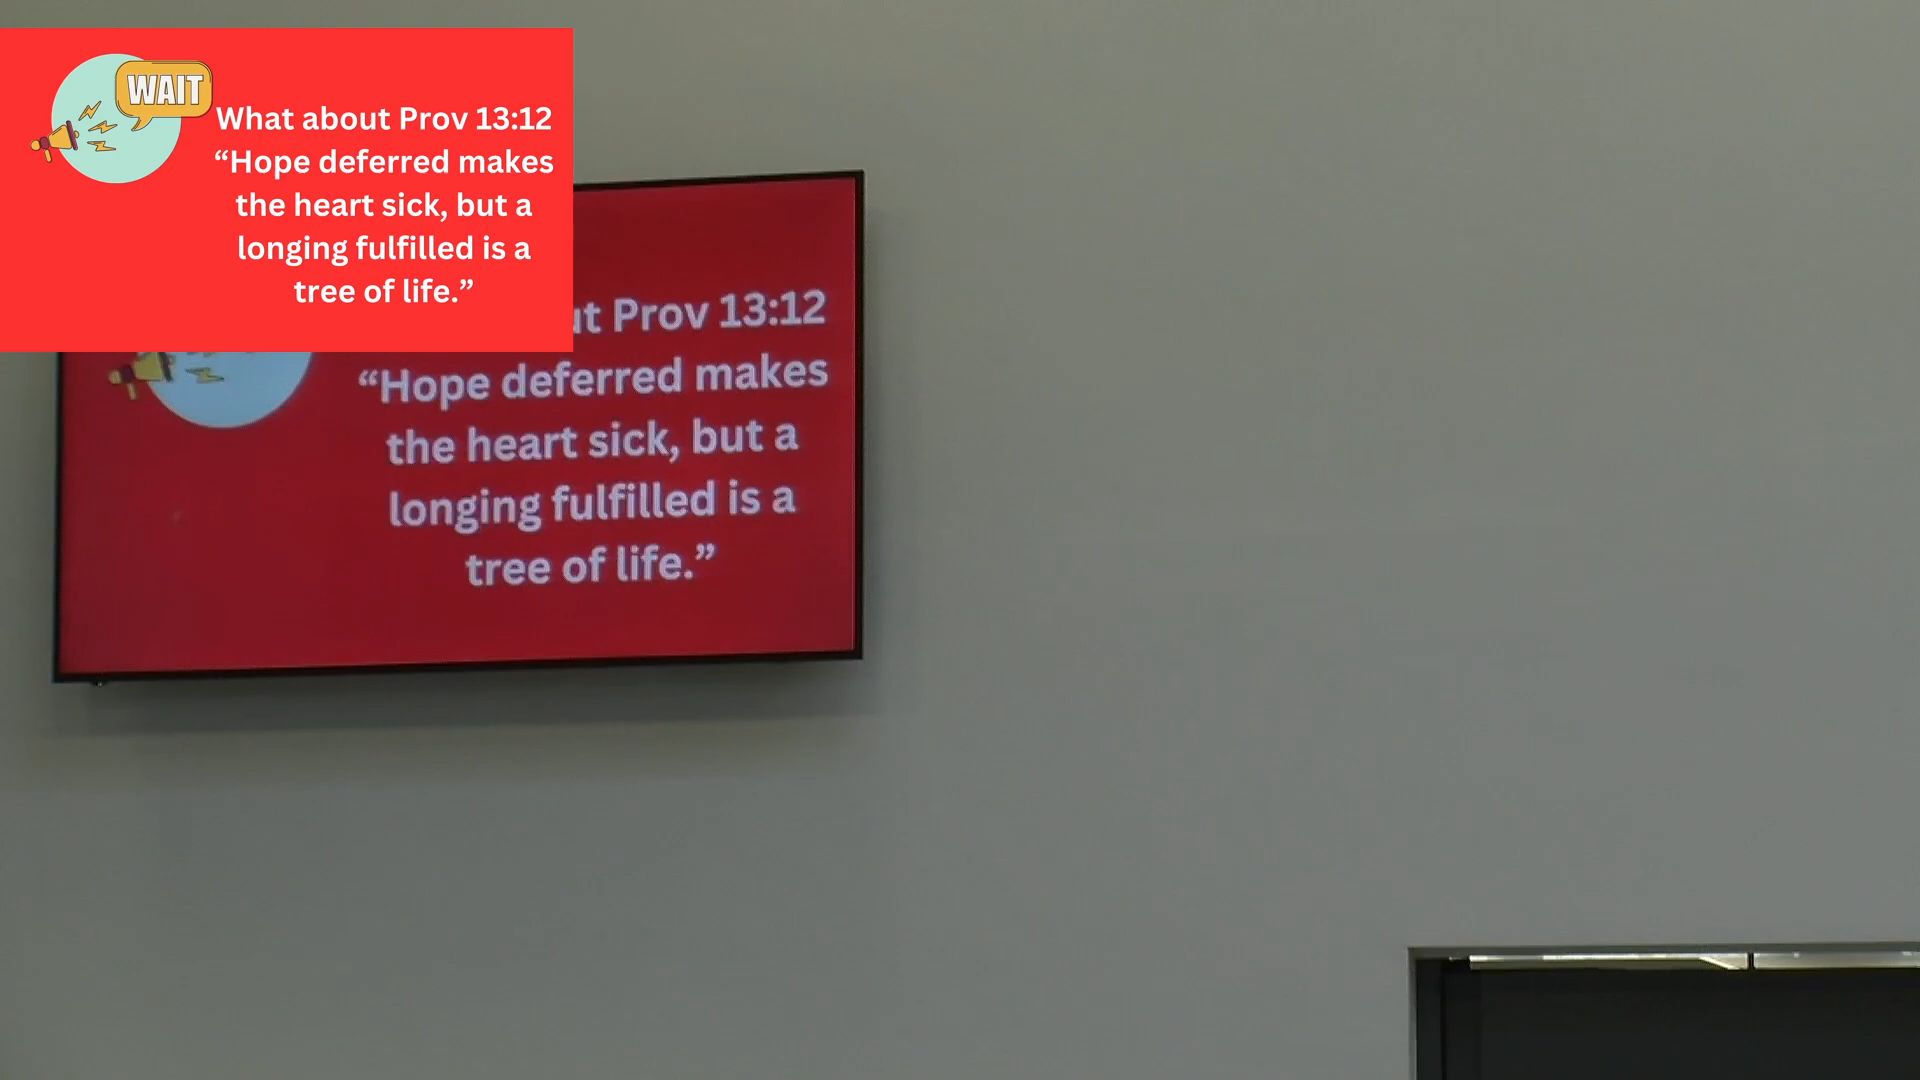 WAIT
What about Prov 13:12
“Hope deferred makes
the heart sick, but a
longing fulfilled is a
tree of life.”
Prov 13:12
“Hope deferred makes
the heart sick, but a
longing fulfilled is a
tree of life.”